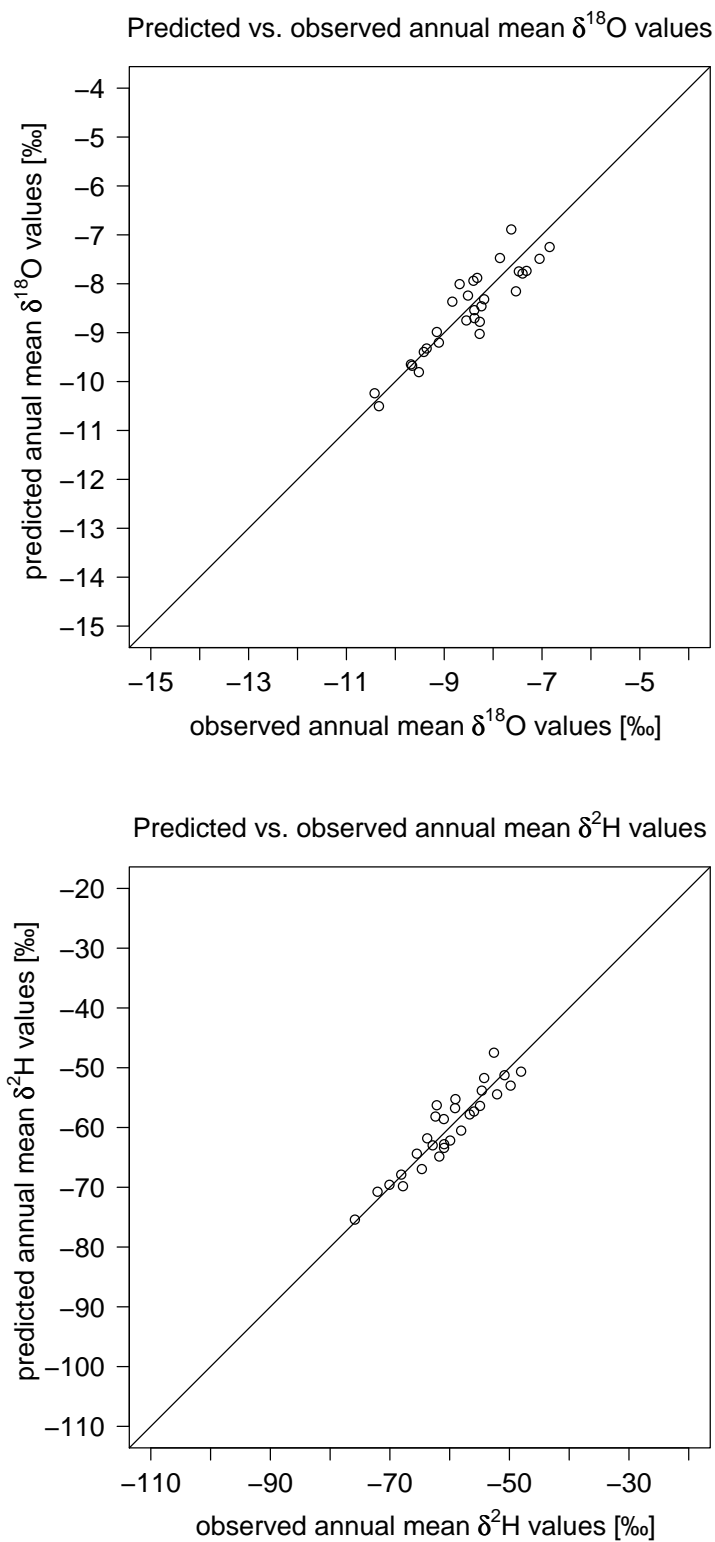 Predicted vs. observed annual mean δ¹⁸O values
−4
−5
−6
−7
−8
−9
−10
−11
−12
−13
−14
−15
predicted anual mean δ¹⁸O values [‰]
−15 −13 −11 −9 −7 −5
observed annual mean δ¹⁸O values [‰]
Predicted vs. observed annual mean δ²H values
−20
−30
−40
−50
−60
−70
−80
−90
−100
−110
predicted annual mean δ²H values [‰]
−110 −90 −70 −50 −30
observed annual mean δ²H values [‰]